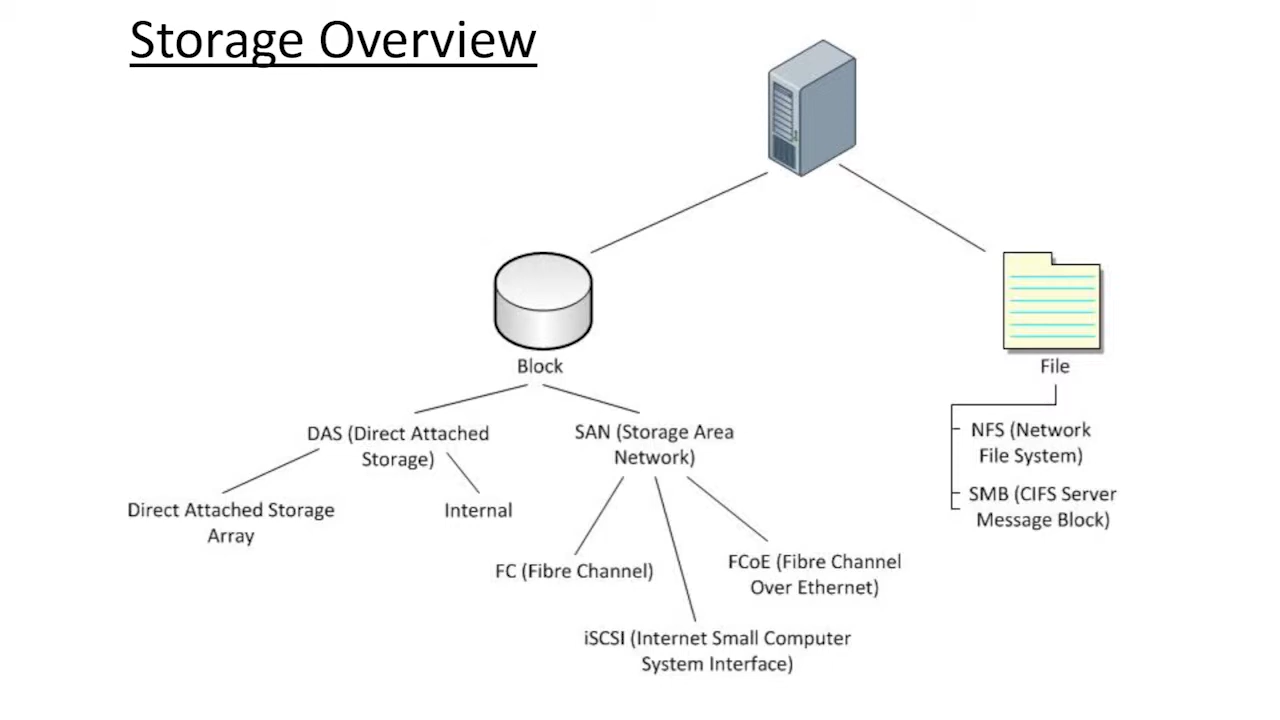 Storage Overview
Block
File
DAS (Direct Attached
Storage)
SAN (Storage Area
Network)
NFS (Network
File System)
SMB (CIFS Server
Message Block)
Direct Attached Storage
Array
Internal
FC (Fibre Channel)
FCoE (Fibre Channel
Over Ethernet)
iSCSI (Internet Small Computer
System Interface)